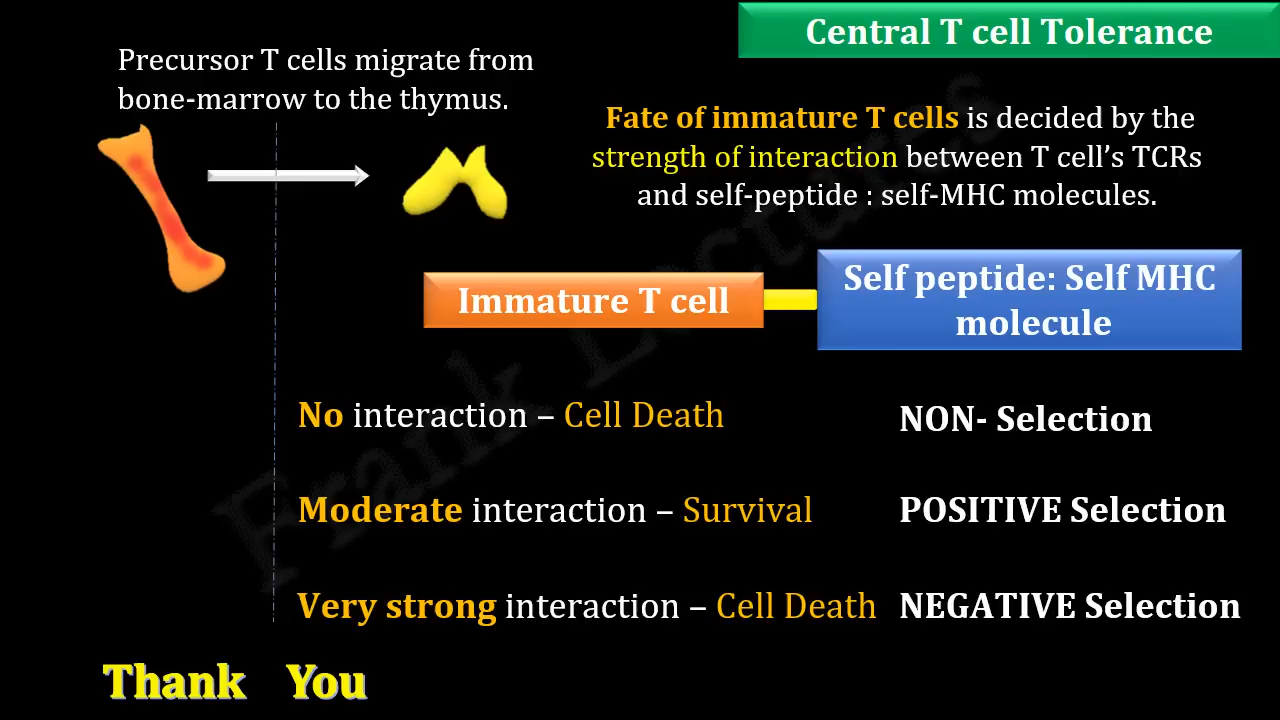 Central T cell Tolerance
Precursor T cells migrate from
bone-marrow to the thymus.
Fate of immature T cells is decided by the
strength of interaction between T cell’s TCRs
and self-peptide : self-MHC molecules.
Immature T cell
Self peptide: Self MHC
molecule
No interaction – Cell Death
NON- Selection
Moderate interaction – Survival
POSITIVE Selection
Very strong interaction – Cell Death
NEGATIVE Selection
Thank You
Frank Lectures